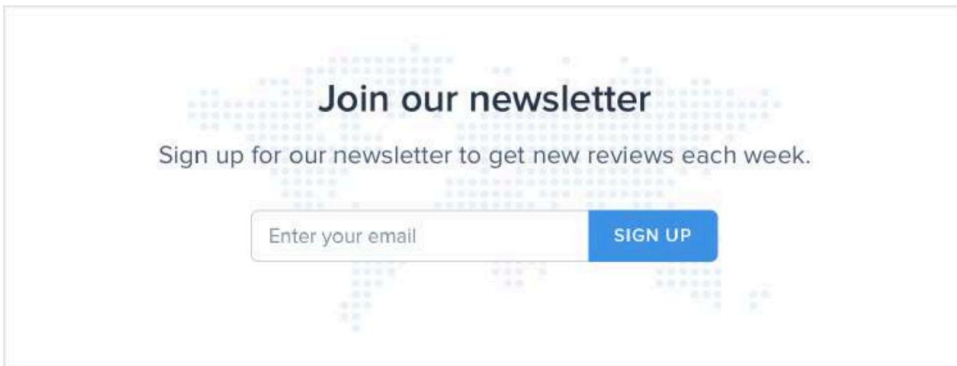 Join our newsletter
Sign up for our newsletter to get new reviews each week.
Enter your email
SIGN UP